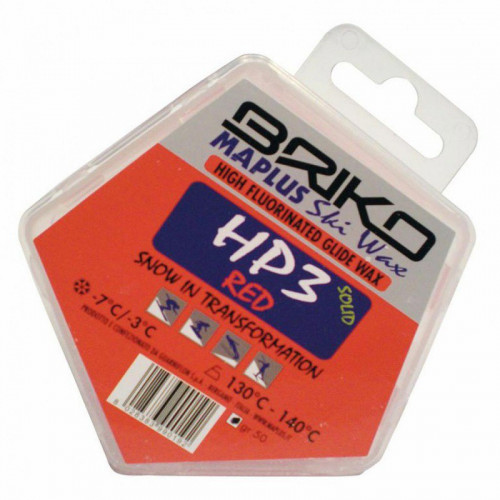 BRIKO
MAPLUS Ski Wax
HIGH FLUORINATED GLIDE WAX
HP3
SOLID
RED
SNOW IN TRANSFORMATION
-7°C/-3°C
130°C - 140°C
gr 50